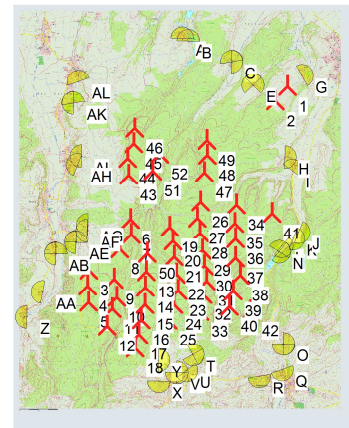 A
B
C
G
E
1
2
AL
AK
46
45
49
52
48
H
AH
44
I
51
43
47
26
34
6
27
35
41
J
19
28
36
K
AE
20
N
AB
8
50
21
29
37
3
13
22
30
38
AA
4
9
14
23
31
39
5
10
15
24
32
40
42
Z
12
16
25
33
17
O
18
Y
T
Q
V
U
R
X